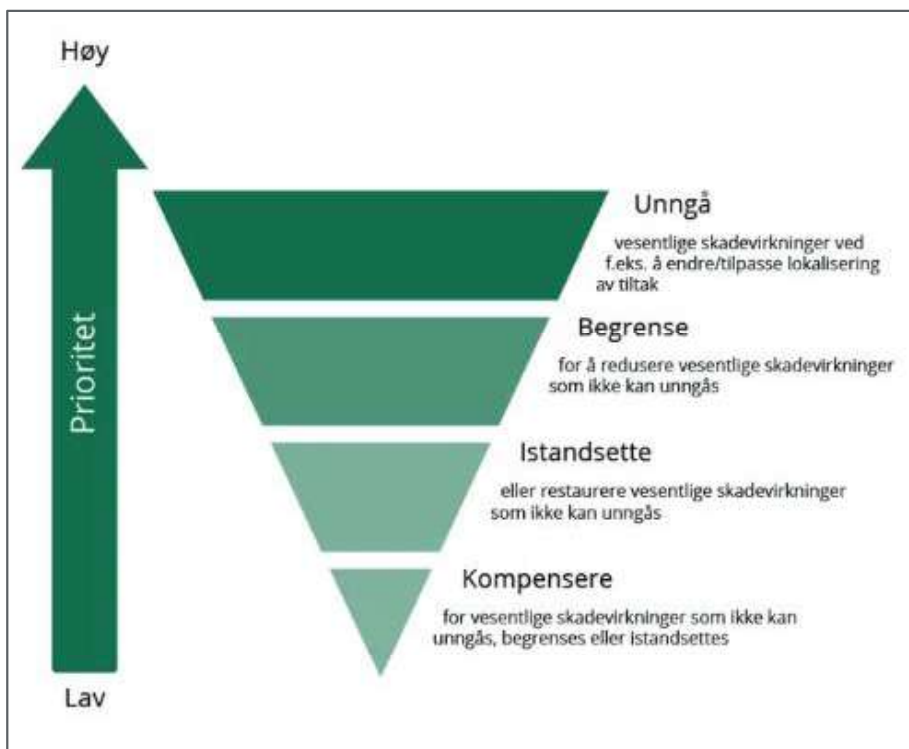 Høy
Prioritet
Lav
Unngå
vesentlige skadevirkninger ved
f.eks. å endre/tilpasse lokalisering
av tiltak
Begrense
for å redusere vesentlige skadevirkninger
som ikke kan unngås
Istandsette
eller restaurere vesentlige skadevirkninger
som ikke kan unngås
Kompensere
for vesentlige skadevirkninger som ikke kan
unngås, begrenses eller istandsettes